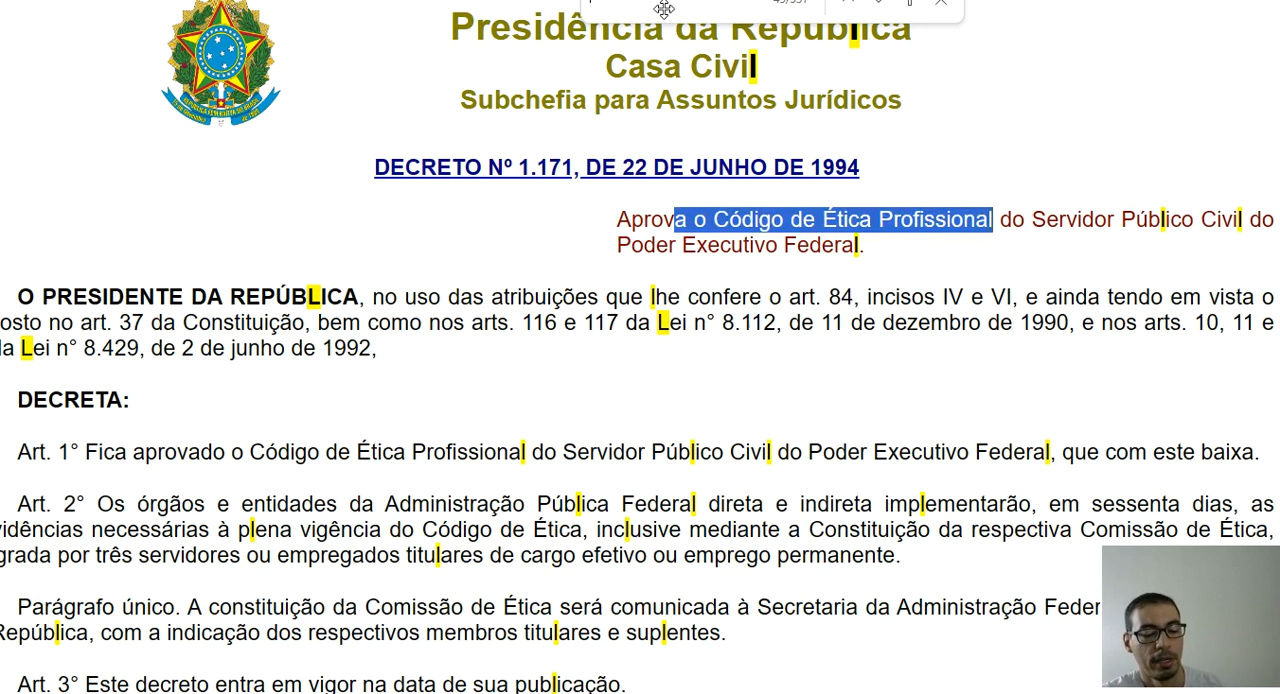 Presidência da República
Casa Civil
Subchefia para Assuntos Jurídicos
DECRETO Nº 1.171, DE 22 DE JUNHO DE 1994
Aprova o Código de Ética Profissional do Servidor Público Civil do
Poder Executivo Federal.
O PRESIDENTE DA REPÚBLICA, no uso das atribuições que lhe confere o art. 84, incisos IV e VI, e ainda tendo em vista o
osto no art. 37 da Constituição, bem como nos arts. 116 e 117 da Lei n° 8.112, de 11 de dezembro de 1990, e nos arts. 10, 11 e
da Lei n° 8.429, de 2 de junho de 1992,
DECRETA:
Art. 1° Fica aprovado o Código de Ética Profissional do Servidor Público Civil do Poder Executivo Federal, que com este baixa.
Art. 2° Os órgãos e entidades da Administração Pública Federal direta e indireta implementarão, em sessenta dias, as
vidências necessárias à plena vigência do Código de Ética, inclusive mediante a Constituição da respectiva Comissão de Ética,
grada por três servidores ou empregados titulares de cargo efetivo ou emprego permanente.
Parágrafo único. A constituição da Comissão de Ética será comunicada à Secretaria da Administração Feder
República, com a indicação dos respectivos membros titulares e suplentes.
Art. 3° Este decreto entra em vigor na data de sua publicação.